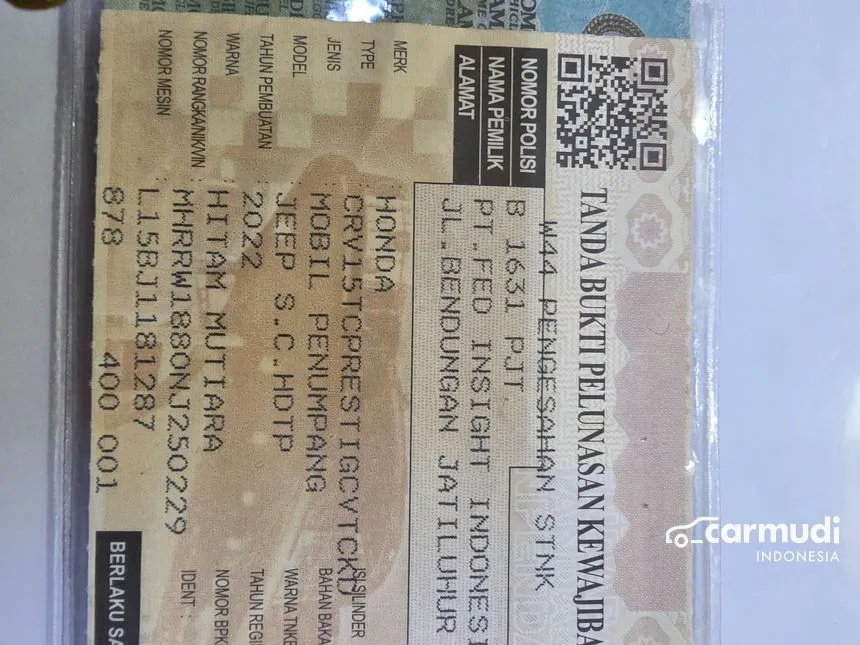 TANDA BUKTI PELUNASAN KEWAJIBA
W44 PENGESAHAN STNK
NOMOR POLISI B 1631 PJT
NAMA PEMILIK PT.FED INSIGHT INDONESI
ALAMAT JL.BENDUNGAN JATILUHUR
MERK : HONDA
TYPE : CRV15TCPRESTIGCVTCKD
JENIS : MOBIL PENUMPANG
MODEL : JEEP S.C.HDTP
TAHUN PEMBUATAN : 2022
WARNA : HITAM MUTIARA
NOMOR RANGKA/NIK/VIN : MHRRW1880NJ250229
NOMOR MESIN : L15BJ1181287
878 400 001
ISI SILINDER
BAHAN BAKA
WARNA TNKB
TAHUN REGI
NOMOR BPK
IDENT :
BERLAKU SA
carmudi
INDONESIA